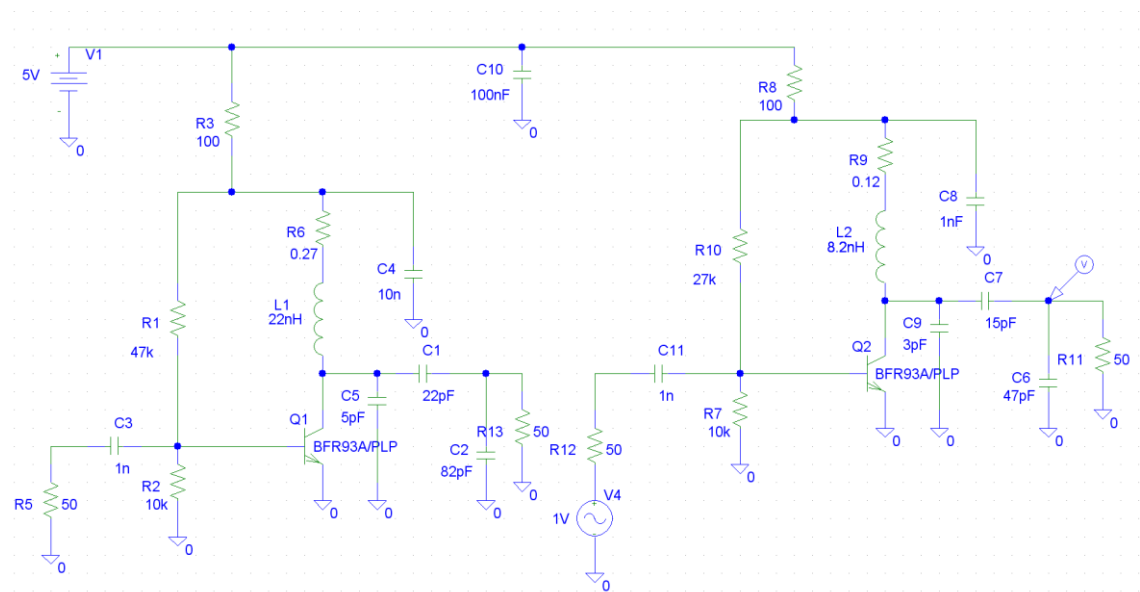 V1
5V
+
-
0
R3
100
C10
100nF
0
R8
100
R6
0.27
C4
10n
0
R1
47k
L1
22nH
C1
22pF
C5
5pF
Q1
BFR93A/PLP
C3
1n
R5
50
0
R2
10k
0
0
0
C2
82pF
0
R13
50
0
R9
0.12
C8
1nF
0
R10
27k
L2
8.2nH
V
C7
15pF
C9
3pF
Q2
BFR93A/PLP
C11
1n
R7
10k
0
R12
50
V4
1V
0
0
0
C6
47pF
0
R11
50
0